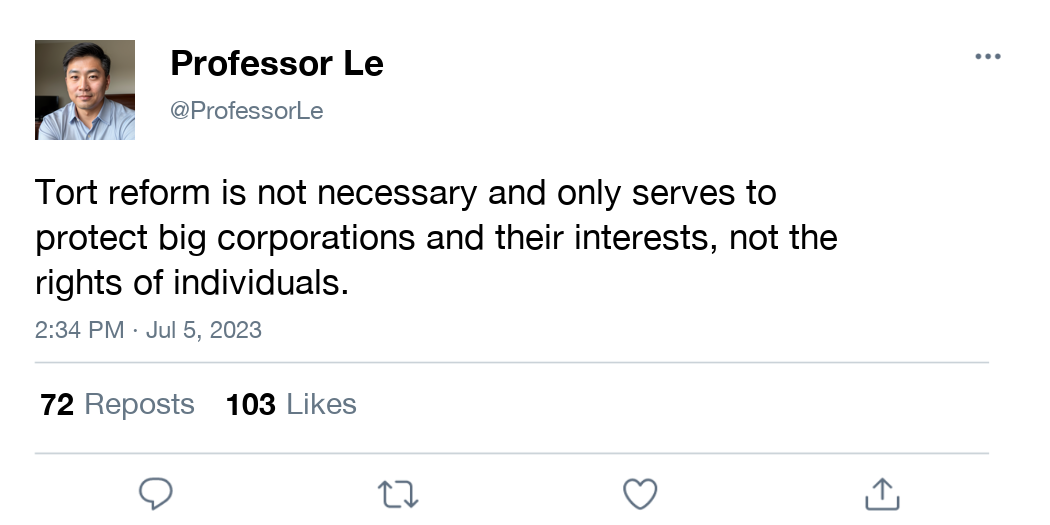 Professor Le
@ProfessorLe
Tort reform is not necessary and only serves to
protect big corporations and their interests, not the
rights of individuals.
2:34 PM · Jul 5, 2023
72 Reposts 103 Likes